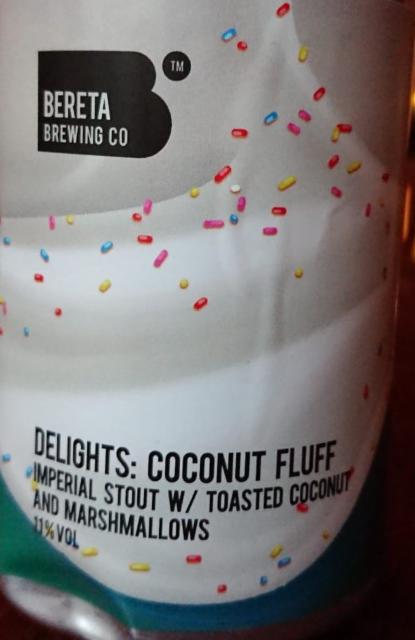 BERETA
BREWING CO
TM
DELIGHTS: COCONUT FLUFF
IMPERIAL STOUT W/ TOASTED COCONUT
AND MARSHMALLOWS
11% VOL